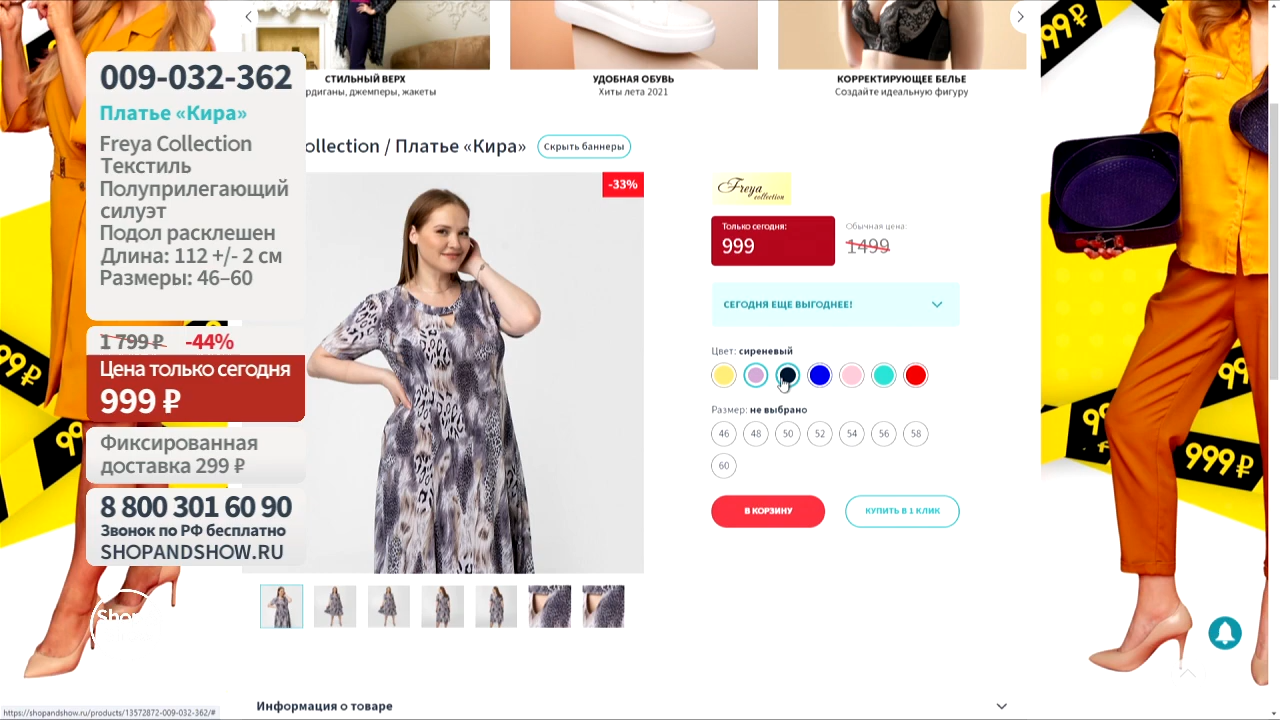 СТИЛЬНЫЙ ВЕРХ
рдиганы, джемперы, жакеты
УДОБНАЯ ОБУВЬ
Хиты лета 2021
КОРРЕКТИРУЮЩЕЕ БЕЛЬЕ
Создайте идеальную фигуру
009-032-362
Платье «Кира»
Freya Collection
Текстиль
Полуприлегающий
силуэт
Подол расклешен
Длина: 112 +/- 2 см
Размеры: 46–60
1 799 ₽ -44%
Цена только сегодня
999 ₽
Фиксированная
доставка 299 ₽
8 800 301 60 90
Звонок по РФ бесплатно
SHOPANDSHOW.RU
ollection / Платье «Кира»
Скрыть баннеры
-33%
Freya
collection
Только сегодня:
999
Обычная цена:
1499
СЕГОДНЯ ЕЩЕ ВЫГОДНЕЕ!
Цвет: сиреневый
Размер: не выбрано
46 48 50 52 54 56 58
60
В КОРЗИНУ
КУПИТЬ В 1 КЛИК
Информация о товаре
https://shopandshow.ru/products/13572872-009-032-362/#
99₽
999₽
99₽
999₽